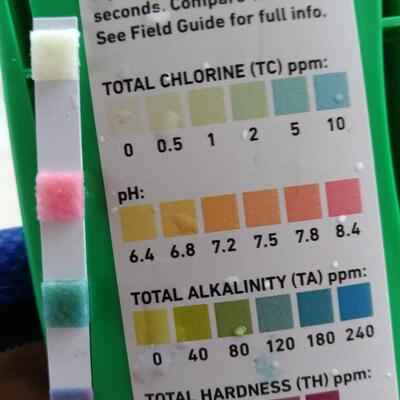 seconds. Compare
See Field Guide for full info.
TOTAL CHLORINE (TC) ppm:
0 0.5 1 2 5 10
pH:
6.4 6.8 7.2 7.5 7.8 8.4
TOTAL ALKALINITY (TA) ppm:
0 40 80 120 180 240
TOTAL HARDNESS (TH) ppm: